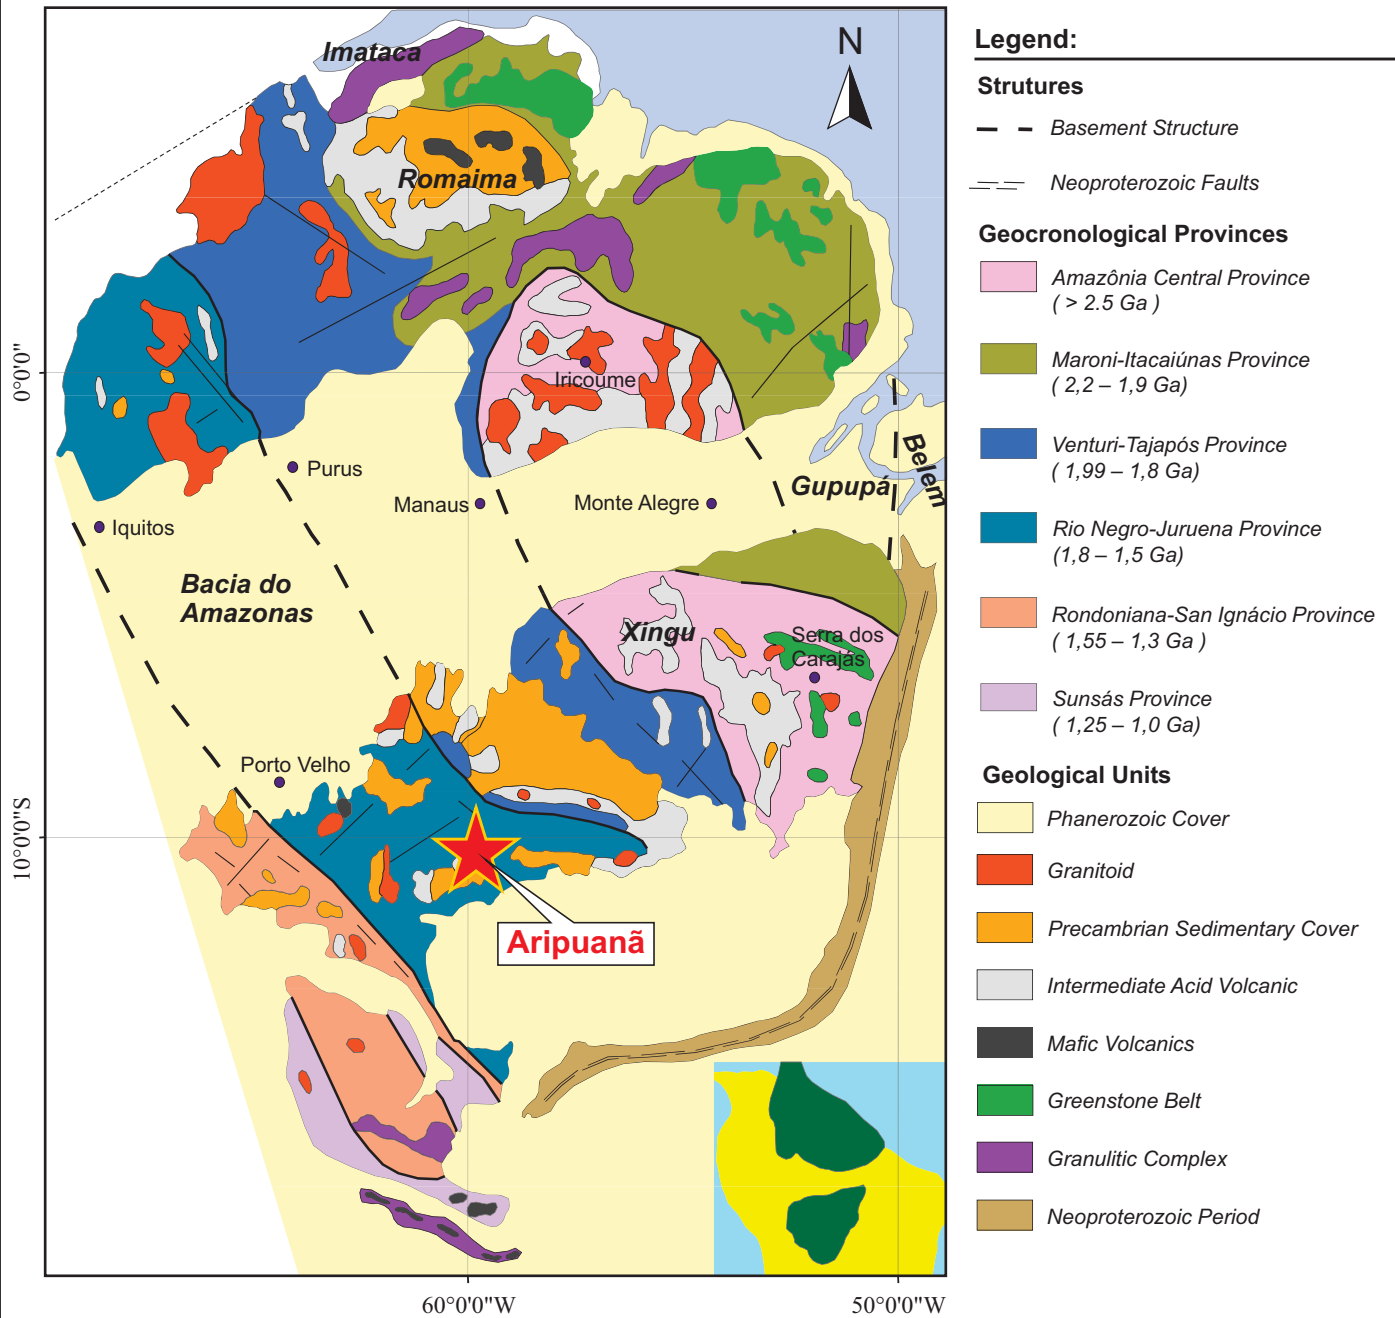 Imataca
N
Romaima
0°0'0"
Iricoume
Purus
Manaus
Monte Alegre
Gupupá
Belem
Iquitos
Bacia do
Amazonas
Xingu
Serra dos
Carajás
Porto Velho
10°0'0"S
Aripuanã
60°0'0"W
50°0'0"W
Legend:
Strutures
Basement Structure
Neoproterozoic Faults
Geocronological Provinces
Amazônia Central Province
( > 2.5 Ga )
Maroni-Itacaiúnas Province
( 2,2 – 1,9 Ga)
Venturi-Tajapós Province
( 1,99 – 1,8 Ga)
Rio Negro-Juruena Province
(1,8 – 1,5 Ga)
Rondoniana-San Ignácio Province
( 1,55 – 1,3 Ga )
Sunsás Province
( 1,25 – 1,0 Ga)
Geological Units
Phanerozoic Cover
Granitoid
Precambrian Sedimentary Cover
Intermediate Acid Volcanic
Mafic Volcanics
Greenstone Belt
Granulitic Complex
Neoproterozoic Period